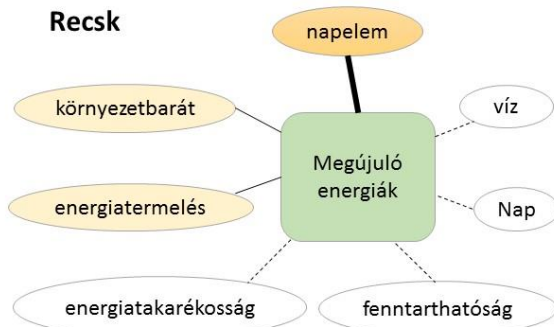 Recsk
napelem
környezetbarát
víz
Megújuló
energiák
energiatermelés
Nap
energiatakarékosság
fenntarthatóság